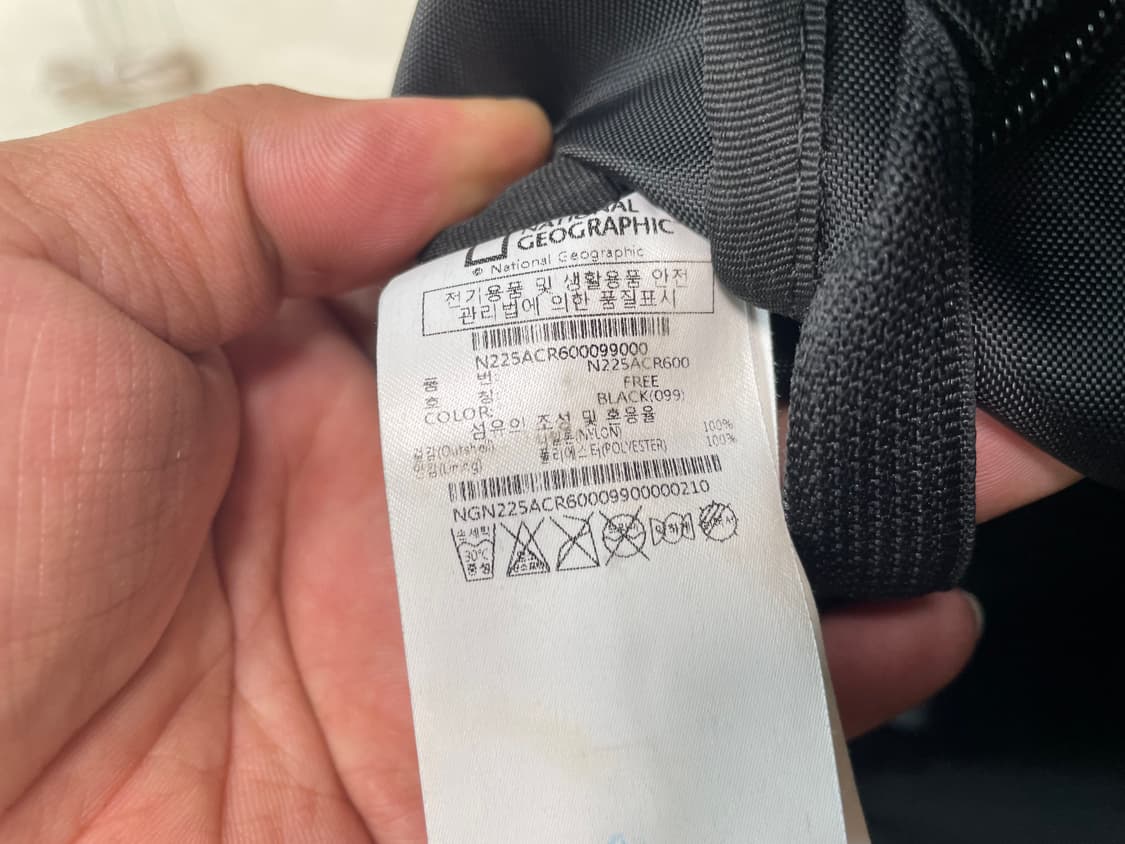 NATIONAL
GEOGRAPHIC
© National Geographic
전기용품 및 생활용품 안전
관리법에 의한 품질표시
N225ACR600099000
품 번: N225ACR600
호 칭: FREE
COLOR: BLACK(099)
섬유의 조성 및 혼용율
겉감(Outshell) (NYLON) 100%
안감(Lining) 폴리에스터(POLYESTER) 100%
NGN225ACR60009900000210
손세탁
30℃
중성